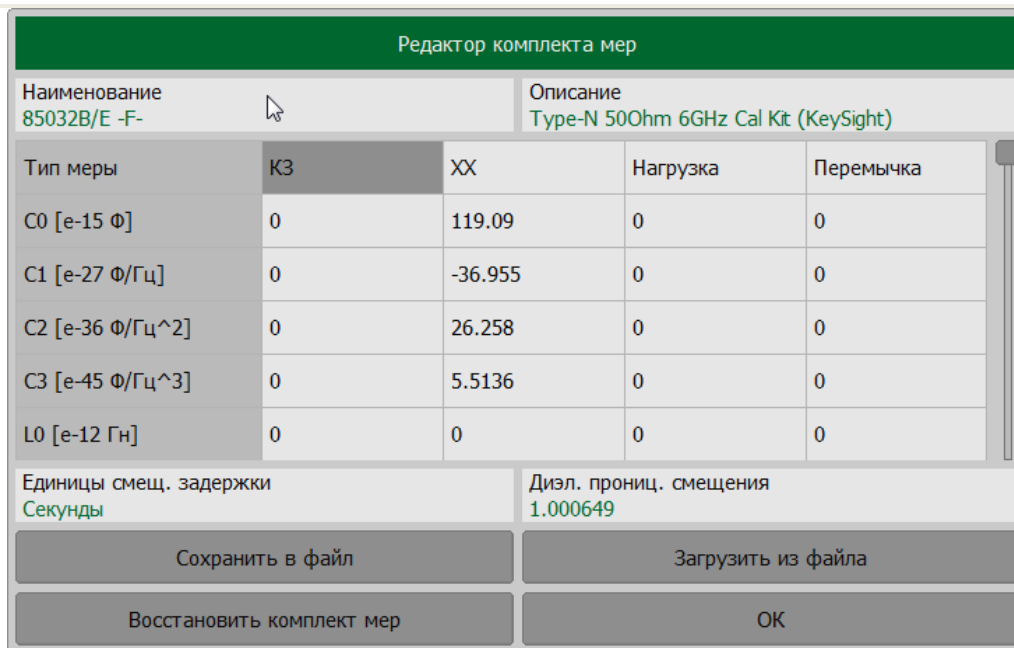 Редактор комплекта мер
Наименование
85032B/E -F-
Описание
Type-N 50Ohm 6GHz Cal Kit (KeySight)
Тип меры КЗ ХХ Нагрузка Перемычка
C0 [e-15 Ф] 0 119.09 0 0
C1 [e-27 Ф/Гц] 0 -36.955 0 0
C2 [e-36 Ф/Гц^2] 0 26.258 0 0
C3 [e-45 Ф/Гц^3] 0 5.5136 0 0
L0 [e-12 Гн] 0 0 0 0
Единицы смещ. задержки
Секунды
Диэл. прониц. смещения
1.000649
Сохранить в файл Загрузить из файла
Восстановить комплект мер ОК